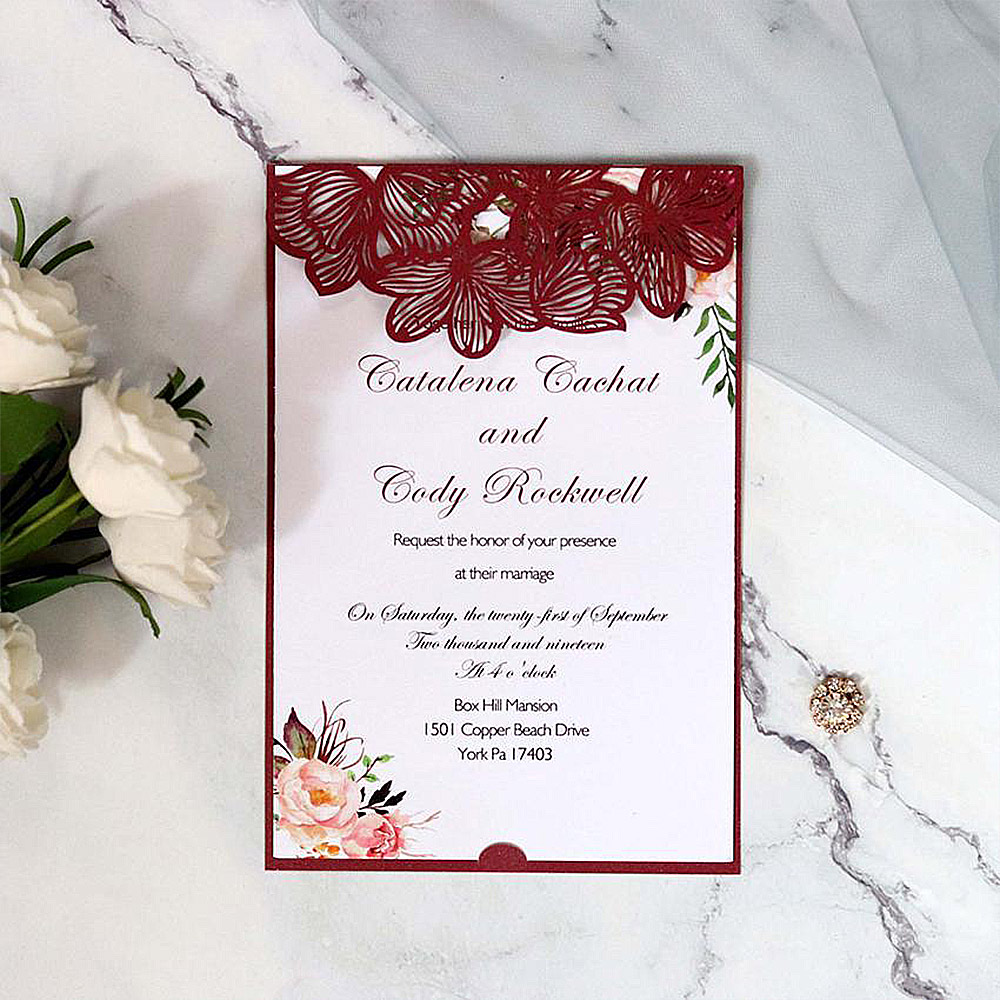 Catalena Cachat
and
Cody Rockwell
Request the honor of your presence
at their marriage
On Saturday, the twenty-first of September
Two thousand and nineteen
At 4 o 'clock
Box Hill Mansion
1501 Copper Beach Drive
York Pa 17403